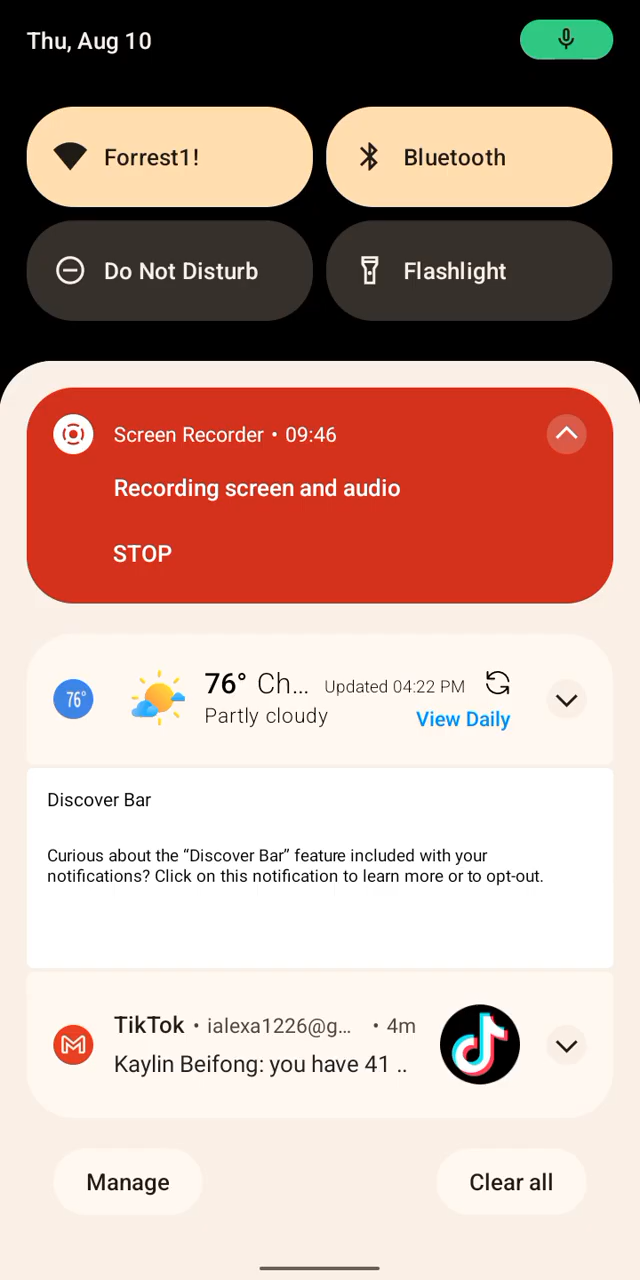 Thu, Aug 10
Forrest1!
Bluetooth
Do Not Disturb
Flashlight
Screen Recorder • 09:46
Recording screen and audio
STOP
76°
76° Ch... Updated 04:22 PM
Partly cloudy
View Daily
Discover Bar
Curious about the “Discover Bar” feature included with your
notifications? Click on this notification to learn more or to opt-out.
TikTok • ialexa1226@g... • 4m
Kaylin Beifong: you have 41 ..
Manage
Clear all